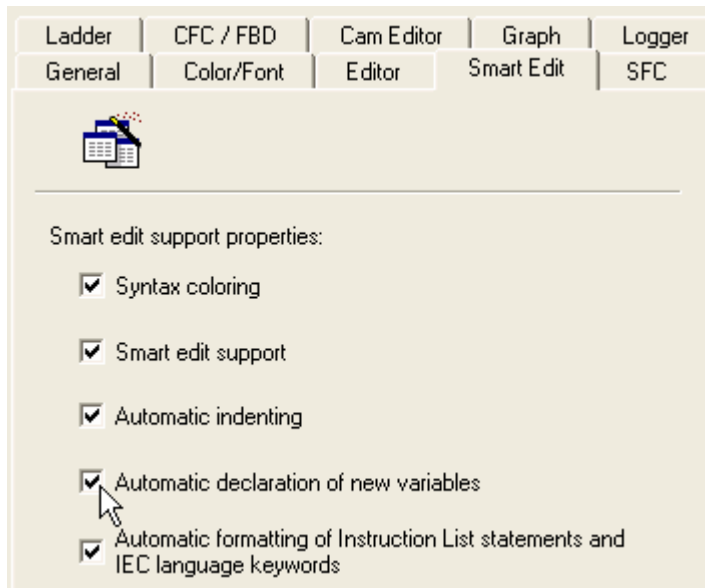 Ladder CFC / FBD Cam Editor Graph Logger
General Color/Font Editor Smart Edit SFC
Smart edit support properties:
Syntax coloring
Smart edit support
Automatic indenting
Automatic declaration of new variables
Automatic formatting of Instruction List statements and
IEC language keywords